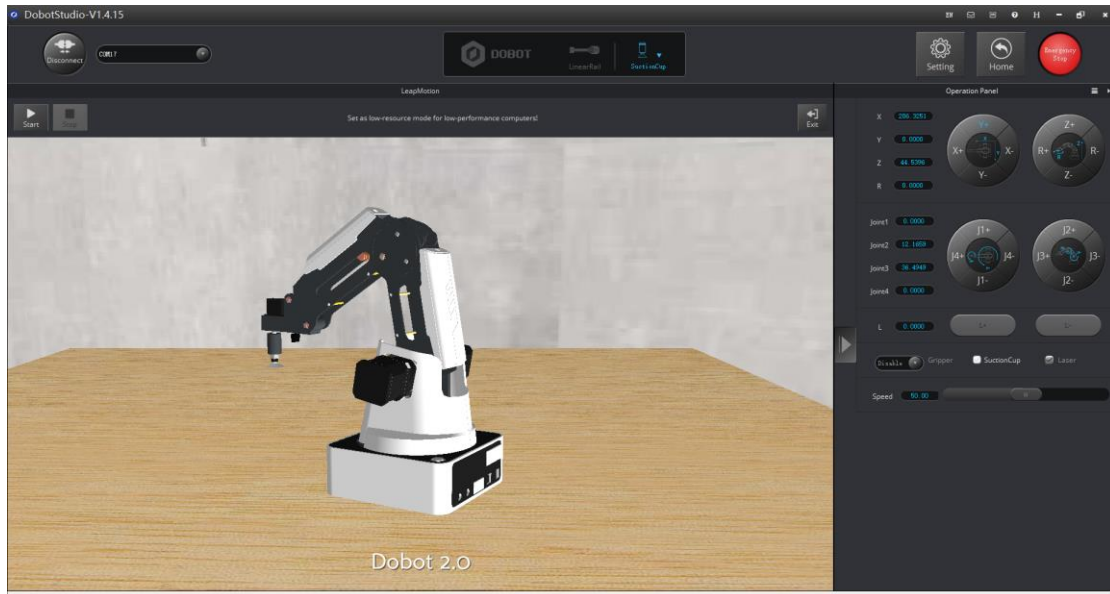 DobotStudio-V1.4.15
H
Disconnect
COM17
DOBOT
LinearRail
SuctionCup
Setting
Home
Emergency
Stop
LeapMotion
Start
Stop
Set as low-resource mode for low-performance computers!
Exit
Operation Panel
X 286.3251
Y 0.0000
Z 44.5396
R 0.0000
Y+
X+
X-
Y-
Z+
R+
R-
Z-
Joint1 0.0000
Joint2 12.1859
Joint3 36.4949
Joint4 0.0000
J1+
J4+
J4-
J1-
J2+
J3+
J3-
J2-
L 0.0000
L+
L-
Disable
Gripper
SuctionCup
Laser
Speed 50.00
Dobot 2.0